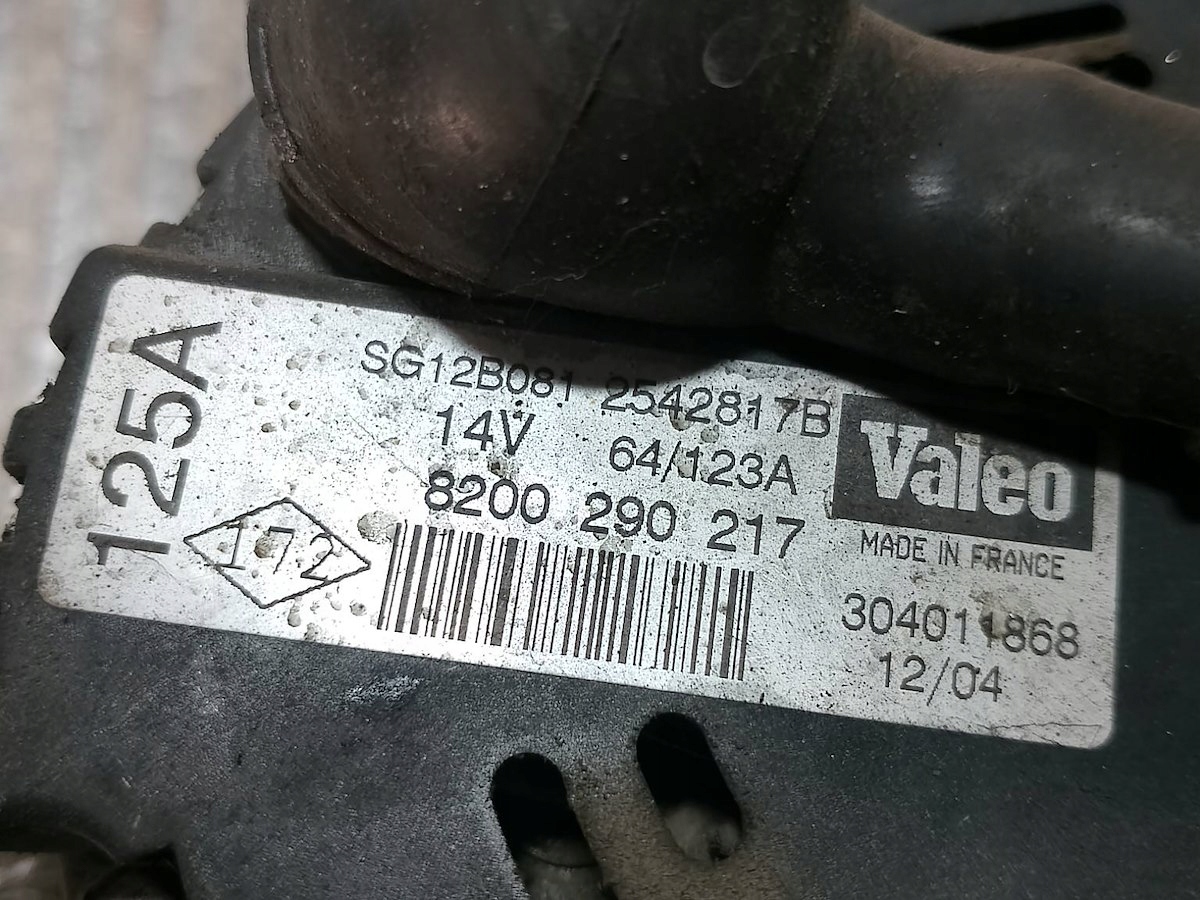 125A
172
SG12B081 2542817B
14V 64/123A
8200 290 217
Valeo
MADE IN FRANCE
304011868
12/04